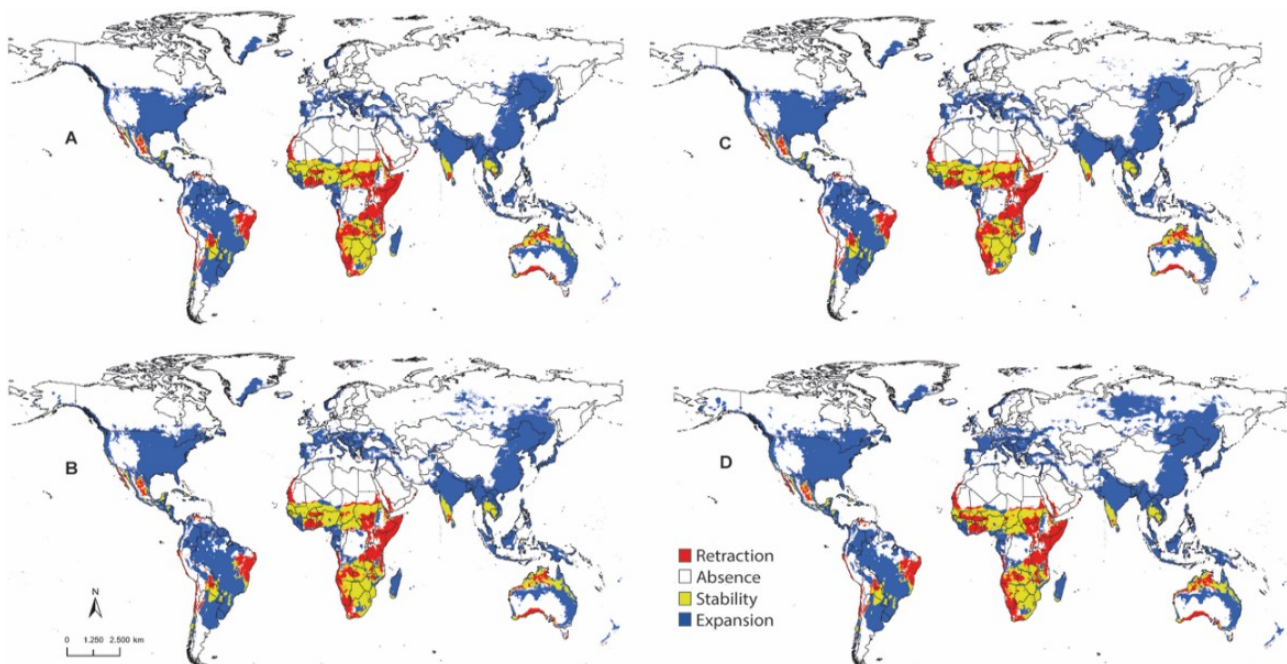 A
C
B
D
Retraction
Absence
Stability
Expansion
N
0 1.250 2.500 km